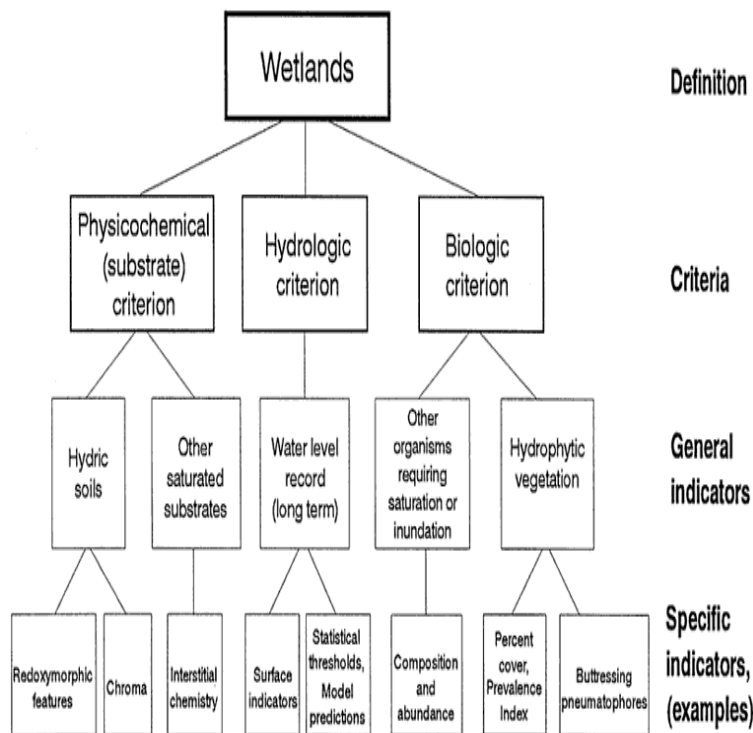 Wetlands
Definition
Physicochemical
(substrate)
criterion
Hydrologic
criterion
Biologic
criterion
Criteria
Hydric
soils
Other
saturated
substrates
Water level
record
(long term)
Other
organisms
requiring
saturation or
inundation
Hydrophytic
vegetation
General
indicators
Redoxymorphic
features
Chroma
Interstitial
chemistry
Surface
indicators
Statistical
thresholds,
Model
predictions
Composition
and
abundance
Percent
cover,
Prevalence
Index
Buttressing
pneumatophores
Specific
indicators,
(examples)